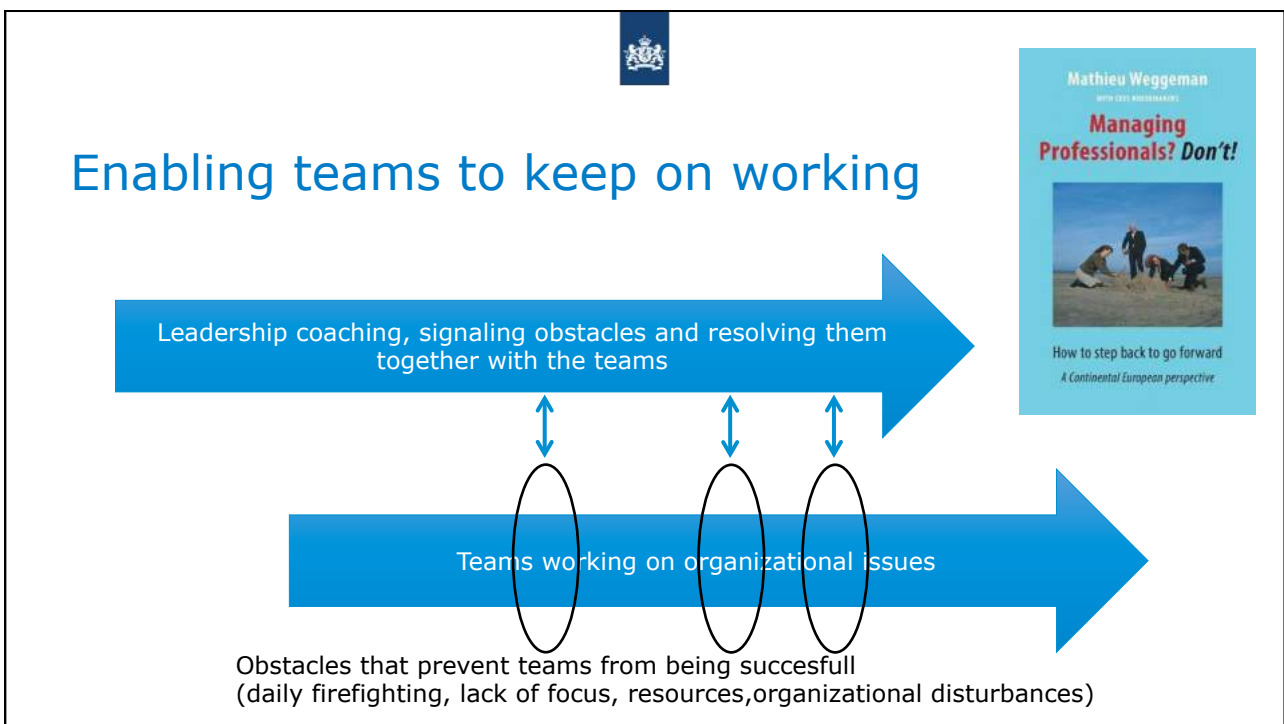 Mathieu Weggeman
Managing
Professionals? Don't!
How to step back to go forward
A Continental European perspective
Enabling teams to keep on working
Leadership coaching, signaling obstacles and resolving them
together with the teams
Teams working on organizational issues
Obstacles that prevent teams from being succesfull
(daily firefighting, lack of focus, resources,organizational disturbances)